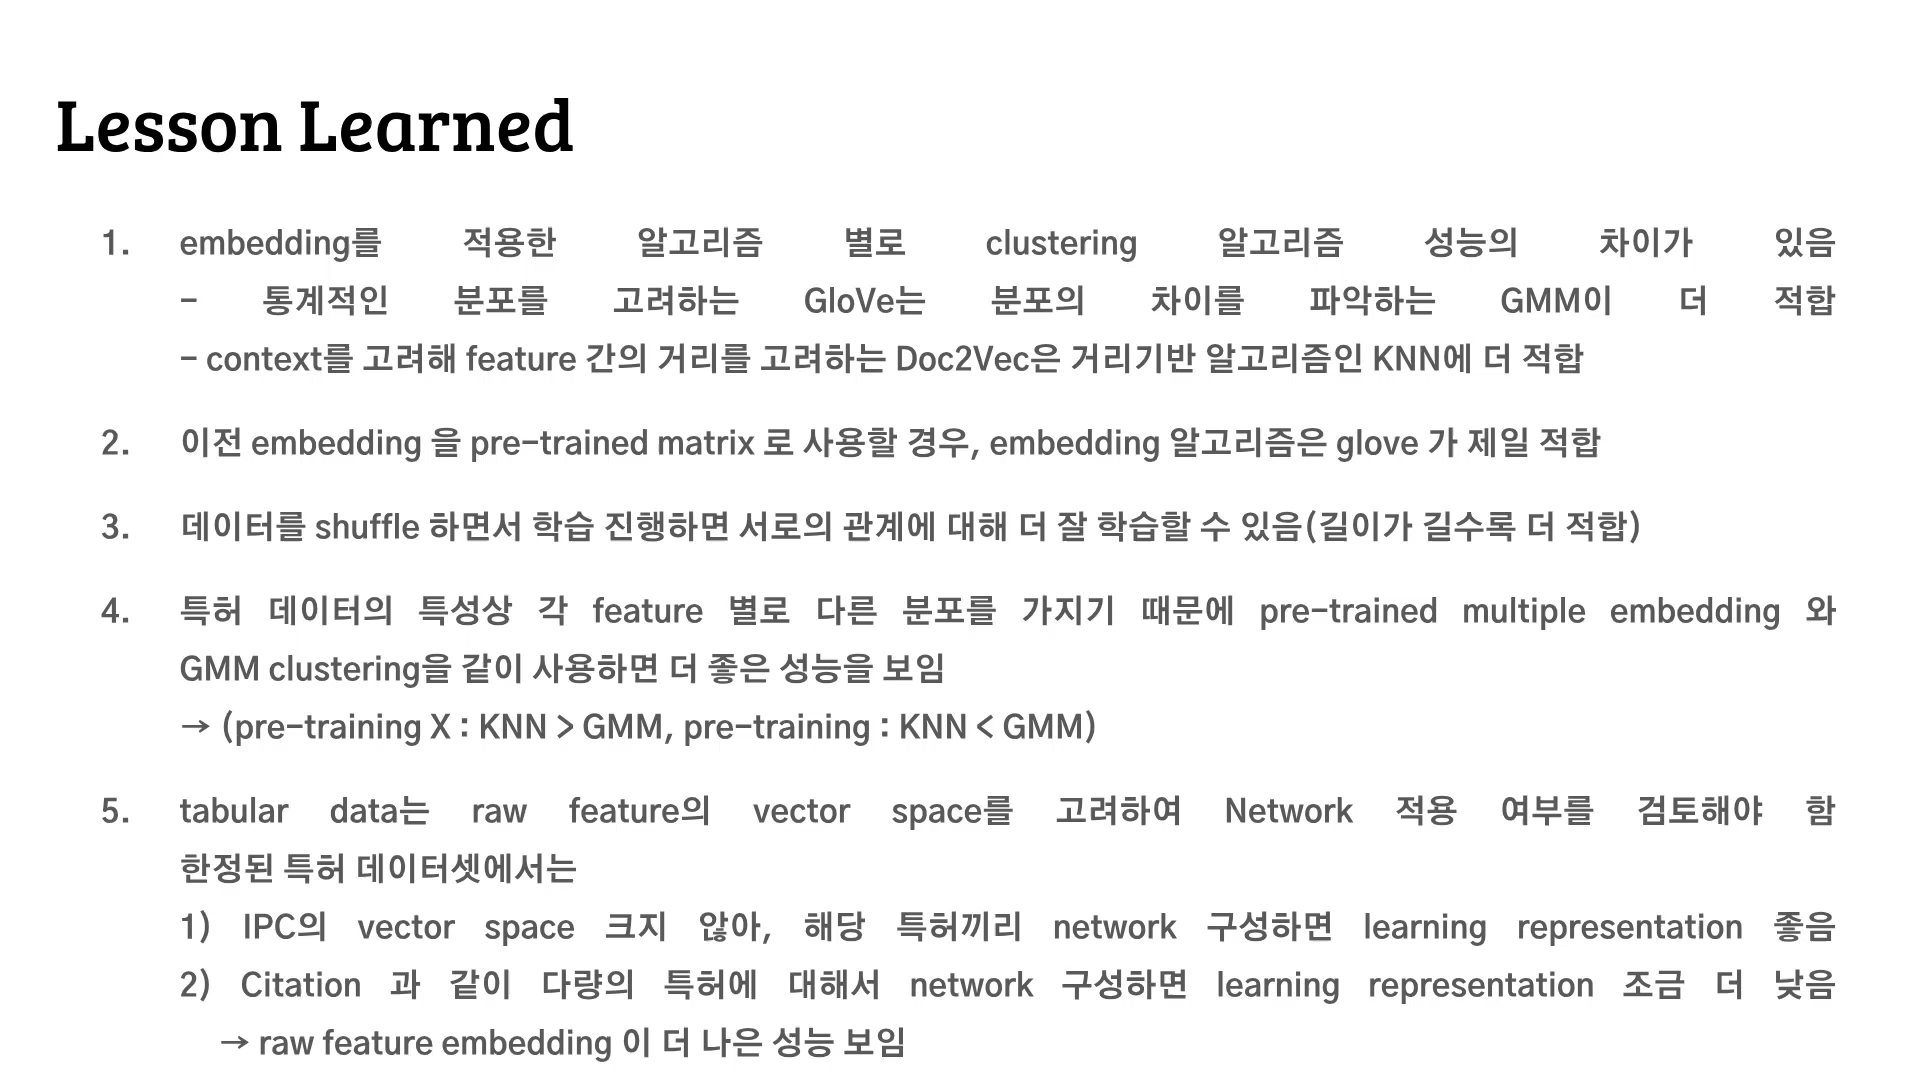 Lesson Learned
1. embedding를 적용한 알고리즘 별로 clustering 알고리즘 성능의 차이가 있음
- 통계적인 분포를 고려하는 GloVe는 분포의 차이를 파악하는 GMM이 더 적합
- context를 고려해 feature 간의 거리를 고려하는 Doc2Vec은 거리기반 알고리즘인 KNN에 더 적합
2. 이전 embedding 을 pre-trained matrix 로 사용할 경우, embedding 알고리즘은 glove 가 제일 적합
3. 데이터를 shuffle 하면서 학습 진행하면 서로의 관계에 대해 더 잘 학습할 수 있음(길이가 길수록 더 적합)
4. 특허 데이터의 특성상 각 feature 별로 다른 분포를 가지기 때문에 pre-trained multiple embedding 와
GMM clustering을 같이 사용하면 더 좋은 성능을 보임
→ (pre-training X : KNN > GMM, pre-training : KNN < GMM)
5. tabular data는 raw feature의 vector space를 고려하여 Network 적용 여부를 검토해야 함
한정된 특허 데이터셋에서는
1) IPC의 vector space 크지 않아, 해당 특허끼리 network 구성하면 learning representation 좋음
2) Citation 과 같이 다량의 특허에 대해서 network 구성하면 learning representation 조금 더 낮음
→ raw feature embedding 이 더 나은 성능 보임